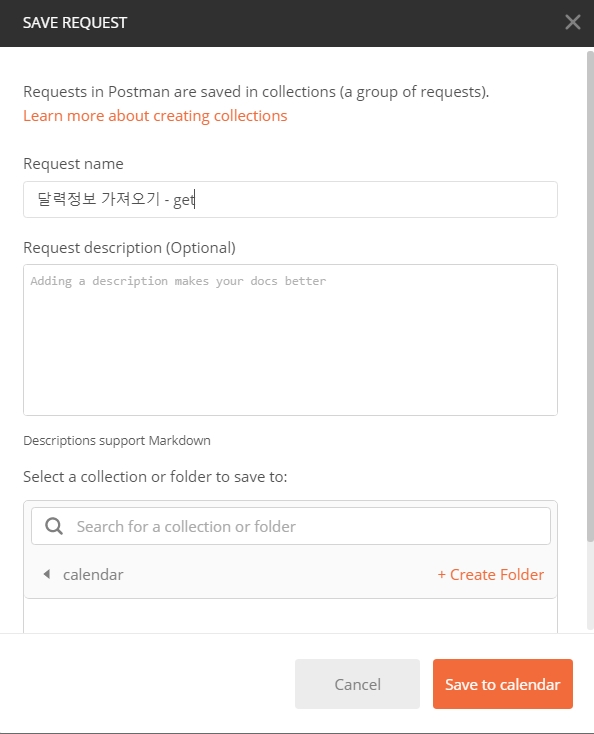 SAVE REQUEST
Requests in Postman are saved in collections (a group of requests).
Learn more about creating collections
Request name
달력정보 가져오기 - get
Request description (Optional)
Adding a description makes your docs better
Descriptions support Markdown
Select a collection or folder to save to:
Search for a collection or folder
calendar + Create Folder
Cancel Save to calendar